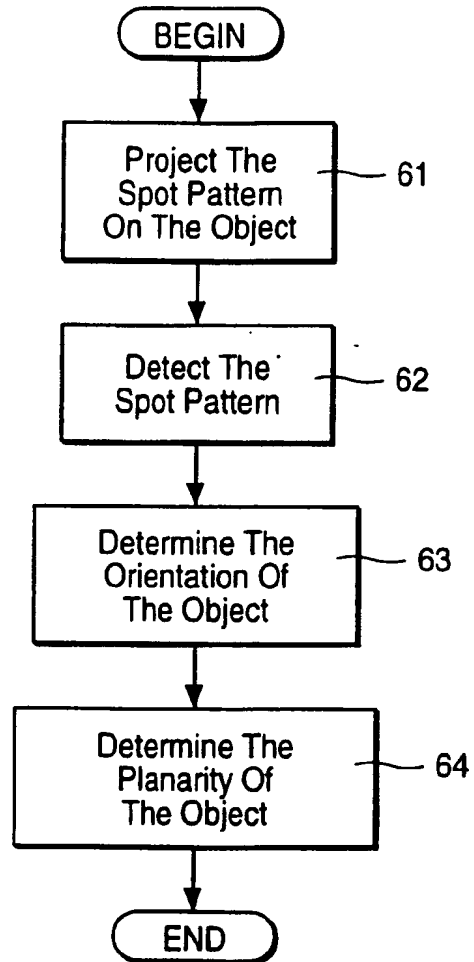 BEGIN
Project The
Spot Pattern
On The Object
61
Detect The
Spot Pattern
62
Determine The
Orientation Of
The Object
63
Determine The
Planarity Of
The Object
64
END